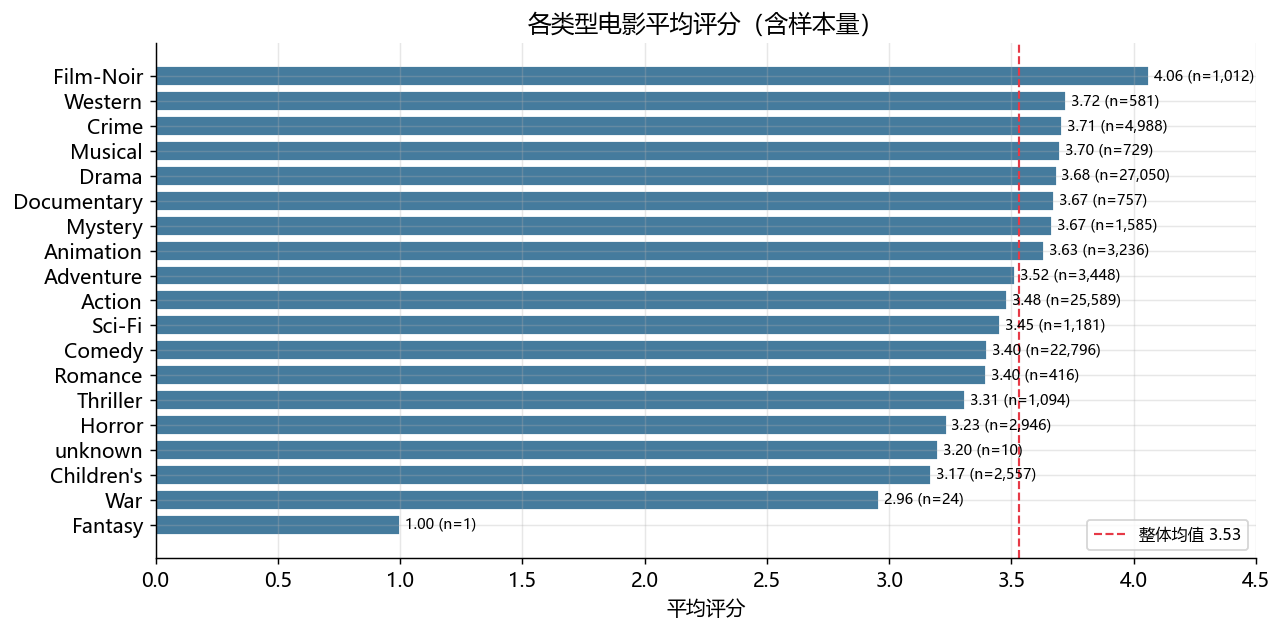 各类型电影平均评分（含样本量）
Film-Noir 4.06 (n=1,012)
Western 3.72 (n=581)
Crime 3.71 (n=4,988)
Musical 3.70 (n=729)
Drama 3.68 (n=27,050)
Documentary 3.67 (n=757)
Mystery 3.67 (n=1,585)
Animation 3.63 (n=3,236)
Adventure 3.52 (n=3,448)
Action 3.48 (n=25,589)
Sci-Fi 3.45 (n=1,181)
Comedy 3.40 (n=22,796)
Romance 3.40 (n=416)
Thriller 3.31 (n=1,094)
Horror 3.23 (n=2,946)
unknown 3.20 (n=10)
Children's 3.17 (n=2,557)
War 2.96 (n=24)
Fantasy 1.00 (n=1)
整体均值 3.53
0.0 0.5 1.0 1.5 2.0 2.5 3.0 3.5 4.0 4.5
平均评分